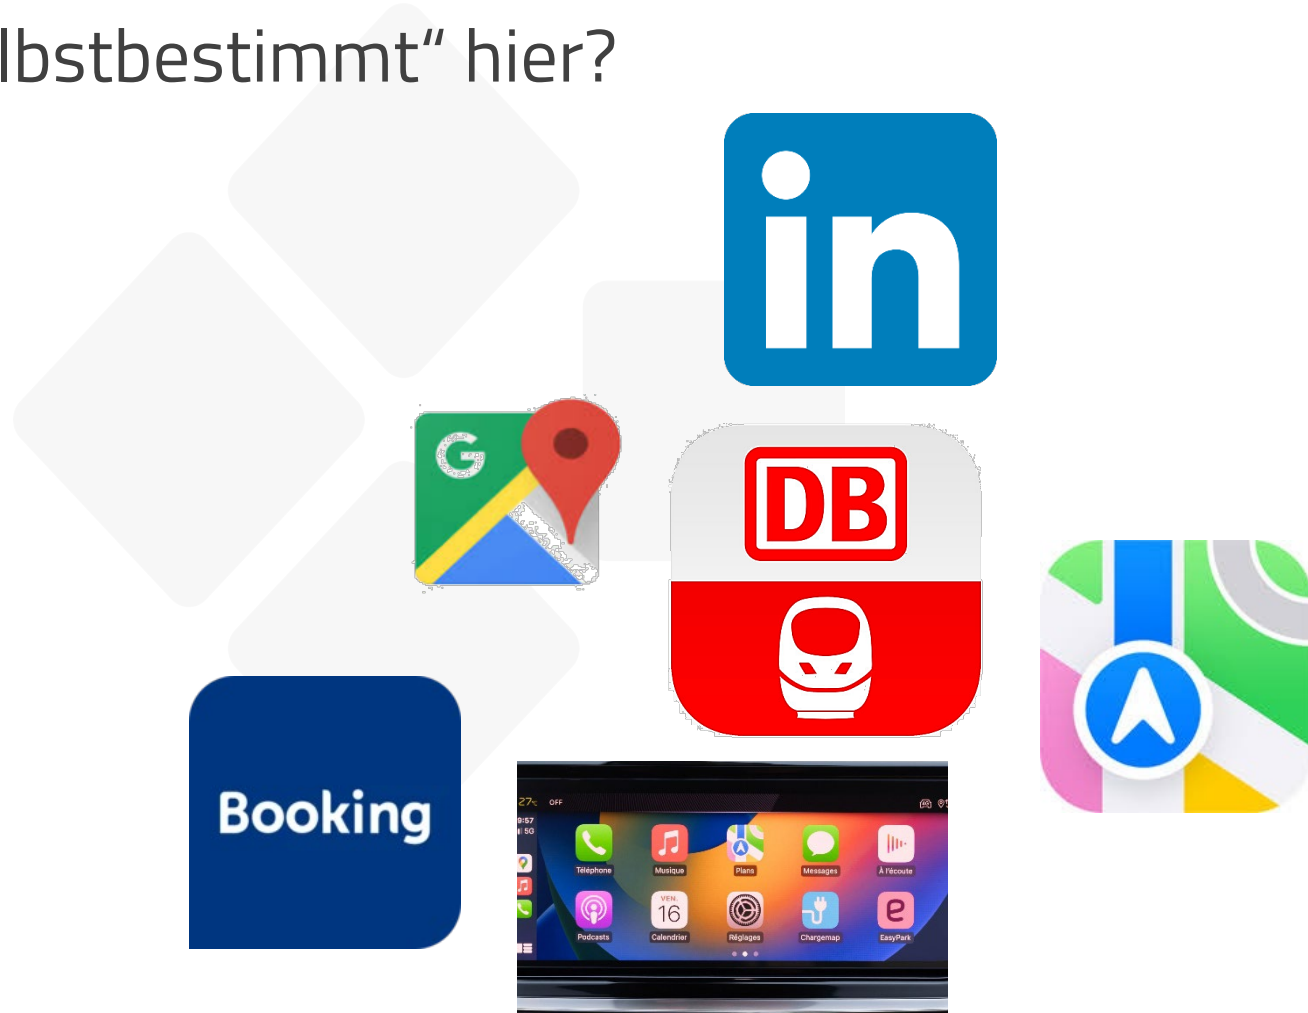 lbstbestimmt“ hier?
in
G
DB
Booking
27°c OFF
9:57
5G
Téléphone Musique Plans Messages À l'écoute
VEN.
16
e
Podcasts Calendrier Réglages Chargemap EasyPark